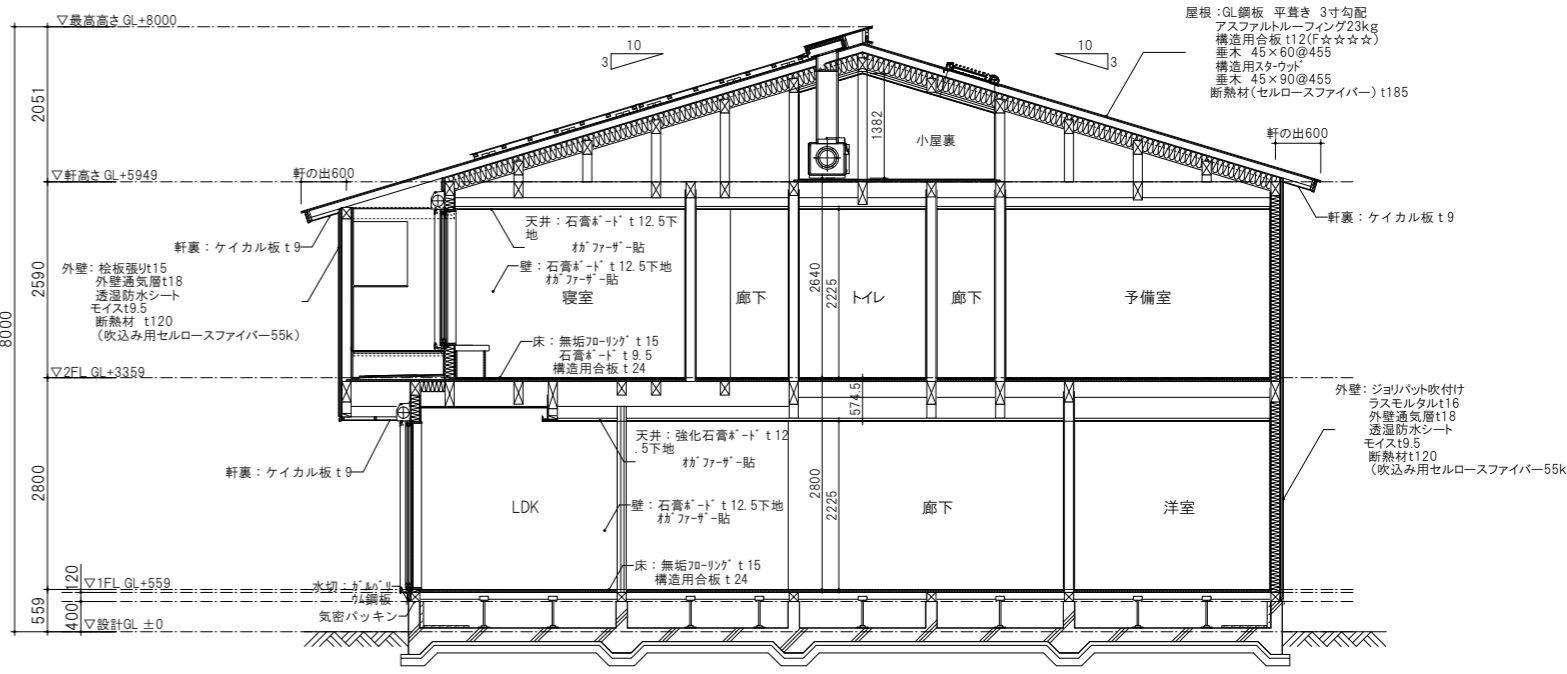 ▽最高高さ GL+8000
屋根:GL鋼板 平葺き 3寸勾配
アスファルトルーフィング23kg
構造用合板 t12(F☆☆☆☆)
垂木 45×60@455
構造用スターウッド
垂木 45×90@455
断熱材(セルロースファイバー) t185
10
3
10
3
2051
1382
小屋裏
軒の出600
▽軒高さ GL+5949
軒の出600
天井:石膏ボード t 12.5下
地
オガファーザー貼
軒裏:ケイカル板 t 9
軒裏:ケイカル板 t 9
外壁:桧板張りt15
外壁通気層t18
透湿防水シート
モイスt9.5
断熱材 t120
(吹込み用セルロースファイバー55k)
壁:石膏ボード t 12.5下地
オガファーザー貼
2590
8000
寝室
廊下
2640
2225
トイレ
廊下
予備室
床:無垢フローリング t 15
石膏ボード t 9.5
構造用合板 t 24
▽2FL GL+3359
574.5
外壁:ジョリパット吹付け
ラスモルタルt16
外壁通気層t18
透湿防水シート
モイスt9.5
断熱材t120
(吹込み用セルロースファイバー55k
天井:強化石膏ボード t 12
.5下地
オガファーザー貼
軒裏:ケイカル板 t 9
2800
LDK
壁:石膏ボード t 12.5下地
オガファーザー貼
2800
2225
廊下
洋室
床:無垢フローリング t 15
構造用合板 t 24
120
▽1FL GL+559
水切:ガルバリ
ウム鋼板
気密パッキン
559
400
▽設計GL ±0